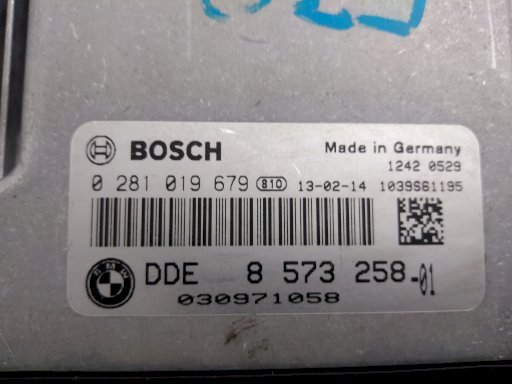 BOSCH Made in Germany
1242 0529
0 281 019 679 810 13-02-14 1039S61195
BMW
DDE 8 573 258-01
030971058